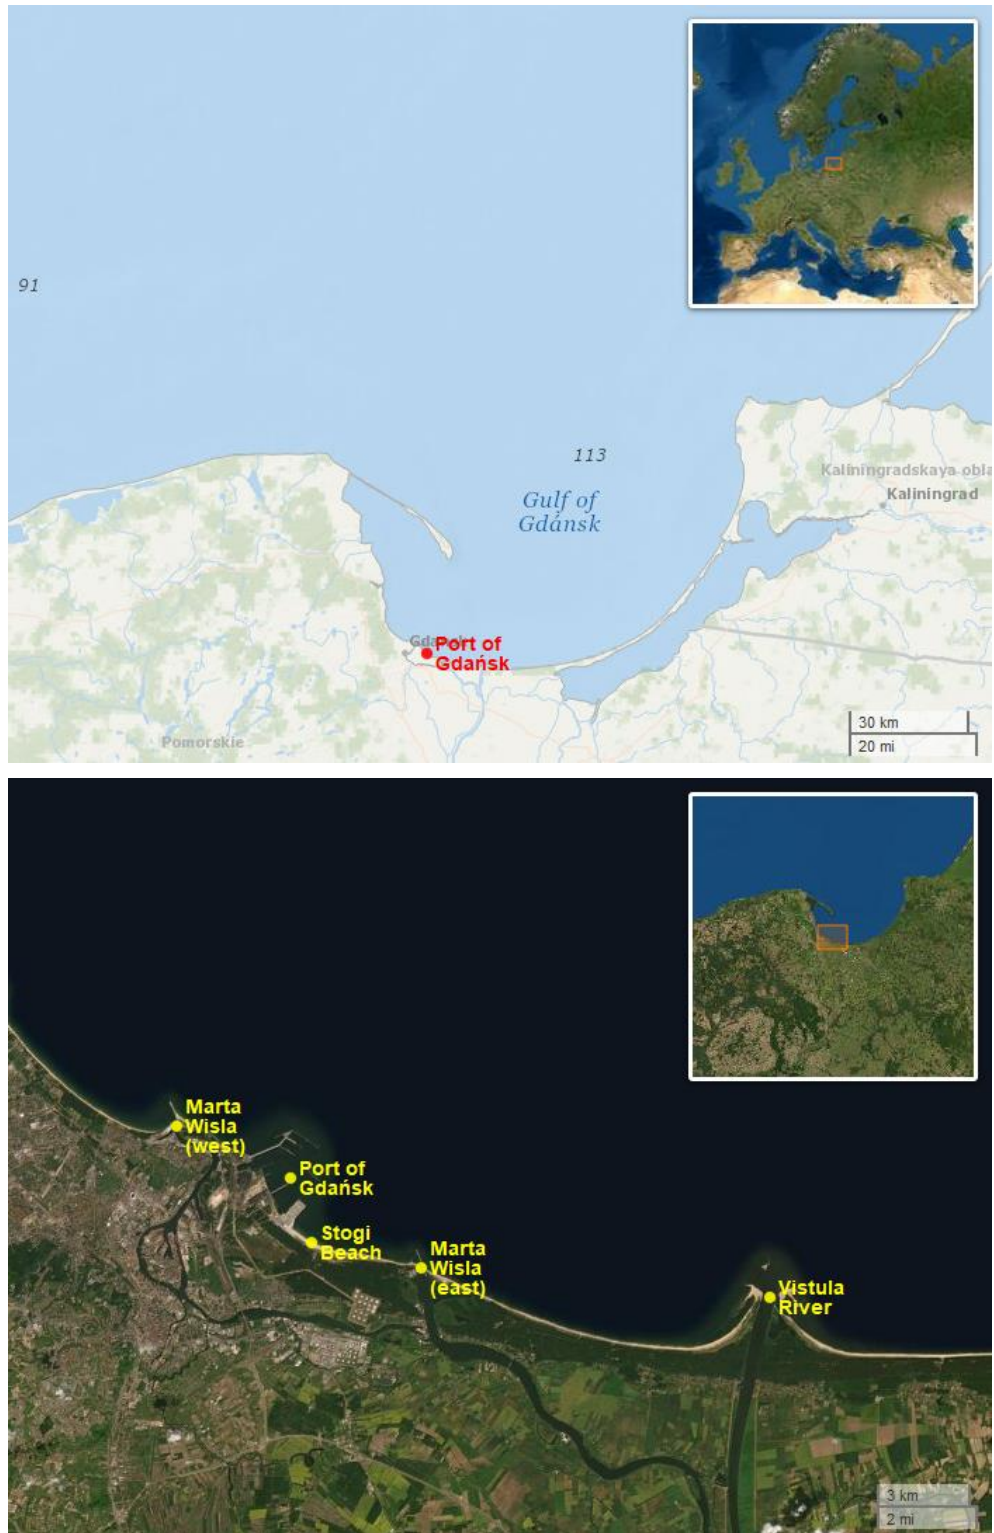 91
113
Gulf of
Gdánsk
Kaliningradskaya obla
Kaliningrad
Port of
Gdańsk
Pomorskie
30 km
20 mi
Marta
Wisla
(west)
Port of
Gdańsk
Stogi
Beach
Marta
Wisla
(east)
Vistula
River
3 km
2 mi